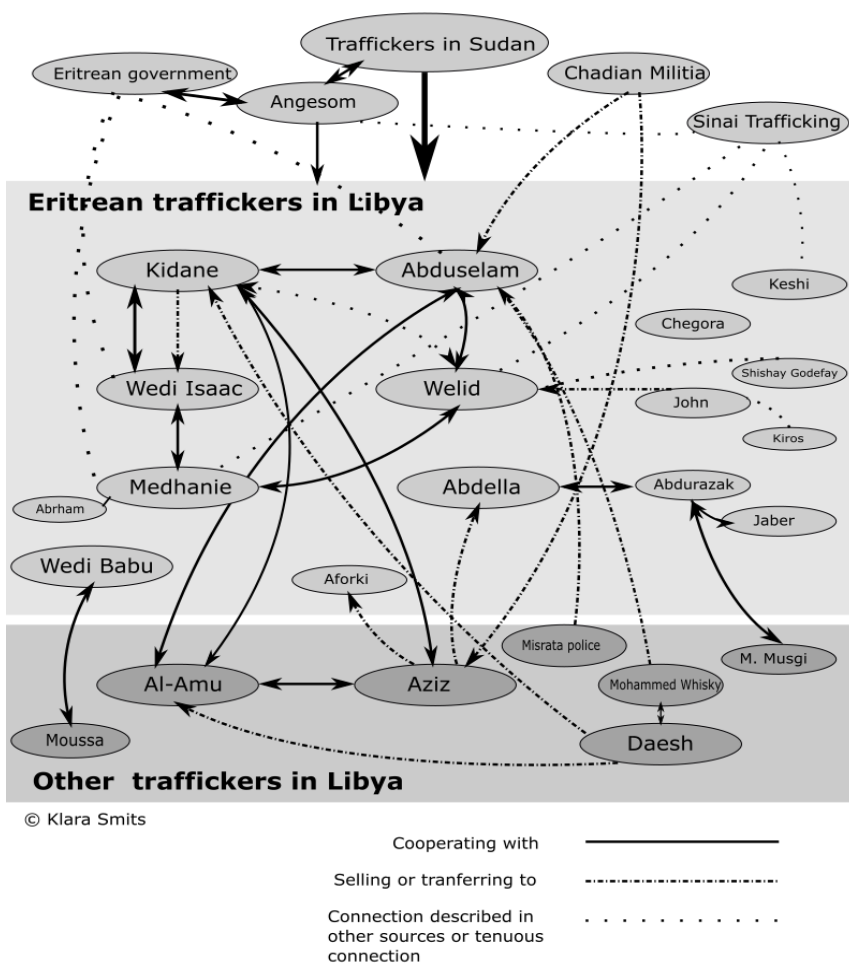 Traffickers in Sudan
Eritrean government
Chadian Militia
Angesom
Sinai Trafficking
Eritrean traffickers in Libya
Kidane
Abduselam
Keshi
Chegora
Wedi Isaac
Welid
Shishay Godefay
John
Kiros
Medhanie
Abdella
Abdurazak
Abrham
Jaber
Wedi Babu
Aforki
Misrata police
M. Musgi
Al-Amu
Aziz
Mohammed Whisky
Moussa
Daesh
Other traffickers in Libya
© Klara Smits
Cooperating with
Selling or tranferring to
Connection described in
other sources or tenuous
connection